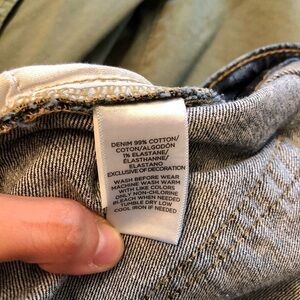 DENIM 99% COTTON/
COTON/ALGODON
1% ELASTANE/
ELASTHANNE/
ELASTANO
EXCLUSIVE OF DECORATION
WASH BEFORE WEAR
MACHINE WASH WARM
WITH LIKE COLORS
ONLY NON-CHLORINE
BLEACH WHEN NEEDED
TUMBLE DRY LOW
COOL IRON IF NEEDED